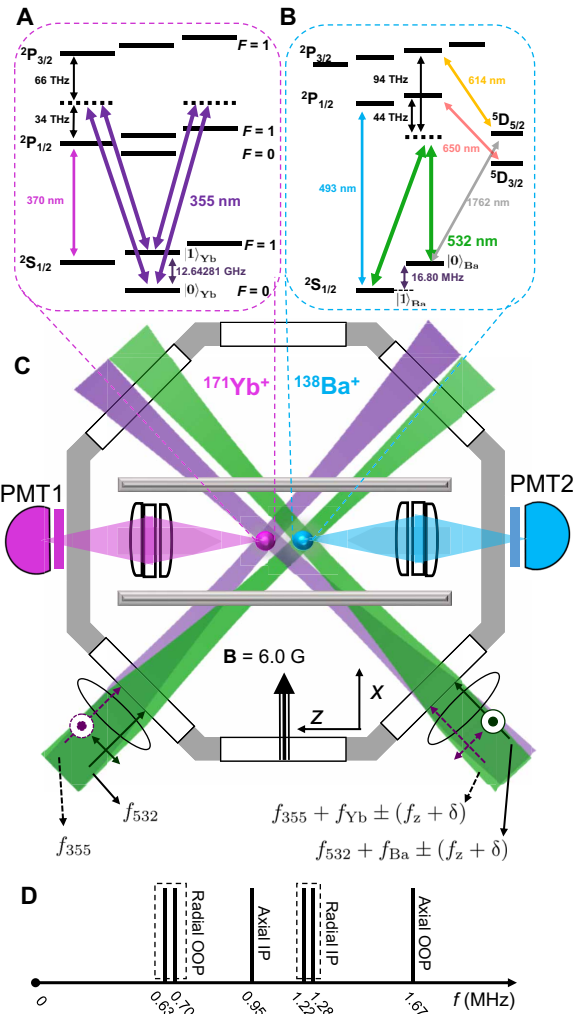 A
²P3/2
F = 1
66 THz
34 THz
²P1/2
F = 1
F = 0
370 nm
355 nm
²S1/2
|1⟩Yb
F = 1
12.64281 GHz
|0⟩Yb
F = 0
B
²P3/2
94 THz
614 nm
²P1/2
44 THz
⁵D5/2
650 nm
⁵D3/2
493 nm
1762 nm
532 nm
|0⟩Ba
²S1/2
16.80 MHz
|1⟩Ba
C
¹⁷¹Yb⁺
¹³⁸Ba⁺
PMT1
PMT2
B = 6.0 G
X
Z
f532
f355
f355 + fYb ± (fz + δ)
f532 + fBa ± (fz + δ)
D
Radial OOP
Axial IP
Radial IP
Axial OOP
0
0.63
0.70
0.95
1.22
1.28
1.67
f (MHz)